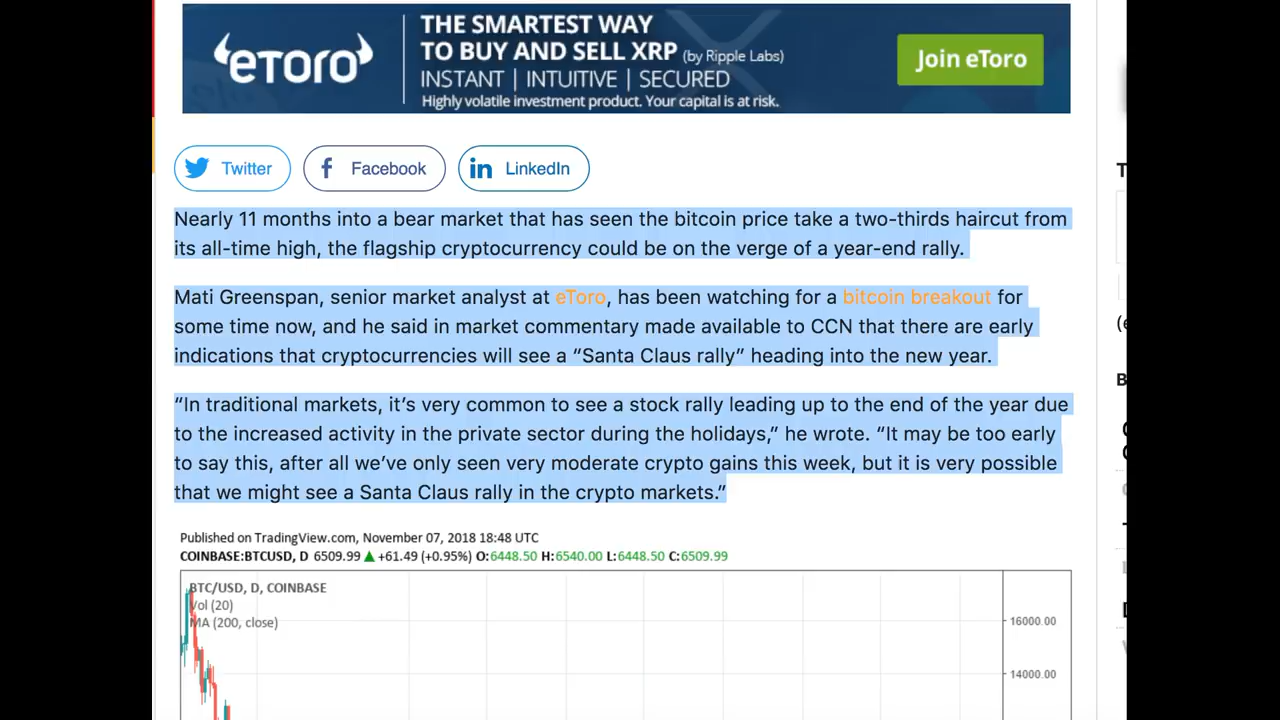 eTORO
THE SMARTEST WAY
TO BUY AND SELL XRP (by Ripple Labs)
INSTANT | INTUITIVE | SECURED
Highly volatile investment product. Your capital is at risk.
Join eToro
Twitter
Facebook
LinkedIn
Nearly 11 months into a bear market that has seen the bitcoin price take a two-thirds haircut from
its all-time high, the flagship cryptocurrency could be on the verge of a year-end rally.
Mati Greenspan, senior market analyst at eToro, has been watching for a bitcoin breakout for
some time now, and he said in market commentary made available to CCN that there are early
indications that cryptocurrencies will see a “Santa Claus rally” heading into the new year.
“In traditional markets, it’s very common to see a stock rally leading up to the end of the year due
to the increased activity in the private sector during the holidays,” he wrote. “It may be too early
to say this, after all we’ve only seen very moderate crypto gains this week, but it is very possible
that we might see a Santa Claus rally in the crypto markets.”
Published on TradingView.com, November 07, 2018 18:48 UTC
COINBASE:BTCUSD, D 6509.99 ▲ +61.49 (+0.95%) O:6448.50 H:6540.00 L:6448.50 C:6509.99
BTC/USD, D, COINBASE
Vol (20)
MA (200, close)
16000.00
14000.00